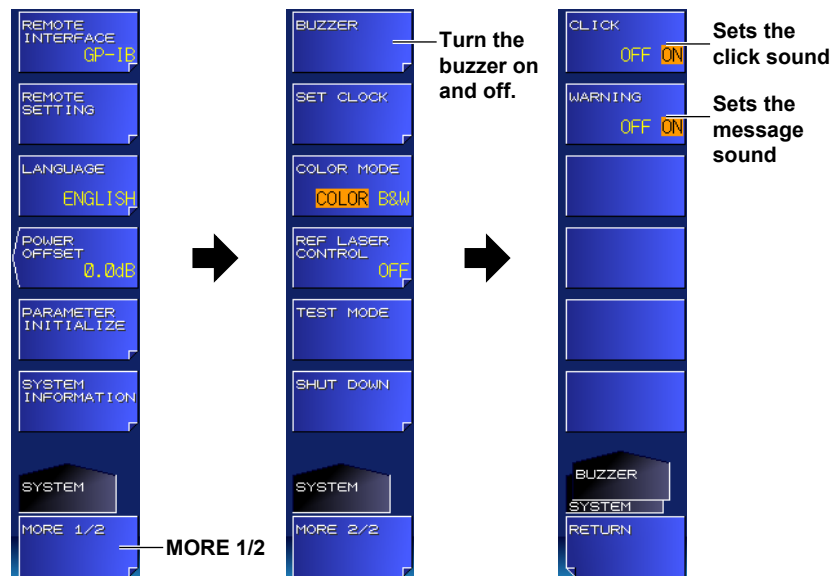 REMOTE
INTERFACE
GP-IB
REMOTE
SETTING
LANGUAGE
ENGLISH
POWER
OFFSET
0.0dB
PARAMETER
INITIALIZE
SYSTEM
INFORMATION
SYSTEM
MORE 1/2
MORE 1/2
BUZZER
Turn the
buzzer on
and off.
SET CLOCK
COLOR MODE
COLOR B&W
REF LASER
CONTROL
OFF
TEST MODE
SHUT DOWN
SYSTEM
MORE 2/2
CLICK
OFF ON
Sets the
click sound
WARNING
OFF ON
Sets the
message
sound
BUZZER
SYSTEM
RETURN